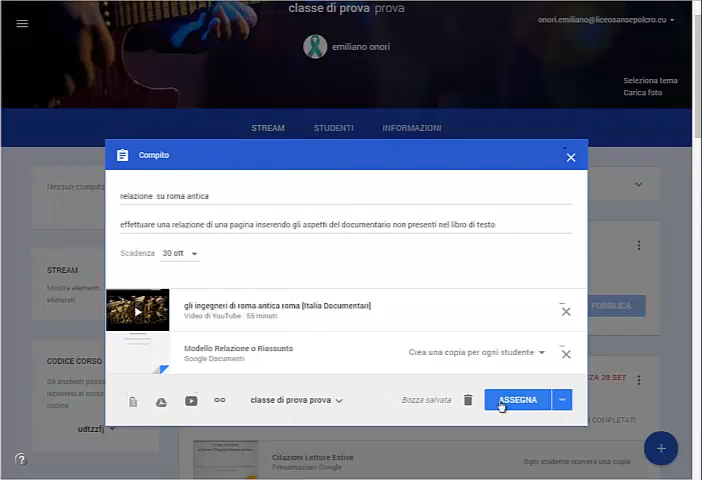 classe di prova prova
onori.emiliano@liceosansepolcro.eu
emiliano onori
Seleziona tema
Carica foto
STREAM STUDENTI INFORMAZIONI
Compito
Nessun compito
relazione su roma antica
effettuare una relazione di una pagina inserendo gli aspetti del documentario non presenti nel libro di testo
Scadenza 30 ott
STREAM
Mostra elementi
eliminati.
gli ingegneri di roma antica roma [Italia Documentari]
Video di YouTube 55 minuti
PUBBLICA
Modello Relazione o Riassunto
Google Documenti
Crea una copia per ogni studente
CODICE CORSO
Gli studenti posso
iscriversi al corso
codice
udtzzfj
ZA 28 SET
classe di prova prova
Bozza salvata
ASSEGNA
COMPLETATI
Citazioni Letture Estive
Presentazioni Google
Ogni studente riceverà una copia